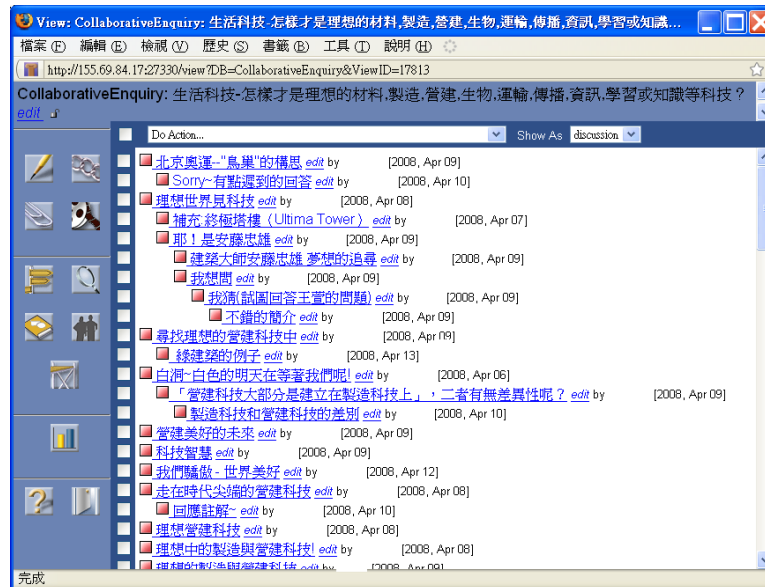 View: CollaborativeEnquiry: 生活科技-怎樣才是理想的材料,製造,營建,生物,運輸,傳播,資訊,學習或知識...
檔案(F) 編輯(E) 檢視(V) 歷史(S) 書籤(B) 工具(T) 說明(H)
http://155.69.84.17:27330/view?DB=CollaborativeEnquiry&ViewID=17813
CollaborativeEnquiry: 生活科技-怎樣才是理想的材料,製造,營建,生物,運輸,傳播,資訊,學習或知識等科技？
edit
Do Action... Show As discussion
北京奧運--"鳥巢"的構思 edit by [2008, Apr 09]
Sorry~有點遲到的回答 edit by [2008, Apr 10]
理想世界見科技 edit by [2008, Apr 08]
補充:終極塔樓（Ultima Tower） edit by [2008, Apr 07]
耶！是安藤忠雄 edit by [2008, Apr 09]
建築大師安藤忠雄 夢想的追尋 edit by [2008, Apr 09]
我想問 edit by [2008, Apr 09]
我猜(試圖回答王萱的問題) edit by [2008, Apr 09]
不錯的簡介 edit by [2008, Apr 09]
尋找理想的營建科技中 edit by [2008, Apr 09]
綠建築的例子 edit by [2008, Apr 13]
白洞~白色的明天在等著我們呢! edit by [2008, Apr 06]
「營建科技大部分是建立在製造科技上」，二者有無差異性呢？ edit by [2008, Apr 09]
製造科技和營建科技的差別 edit by [2008, Apr 10]
營建美好的未來 edit by [2008, Apr 09]
科技智慧 edit by [2008, Apr 09]
我們驕傲 - 世界美好 edit by [2008, Apr 12]
走在時代尖端的營建科技 edit by [2008, Apr 08]
回應註解~ edit by [2008, Apr 10]
理想營建科技 edit by [2008, Apr 08]
理想中的製造與營建科技! edit by [2008, Apr 08]
理想的製造與營建科技 edit by [2008, Apr 09]
完成